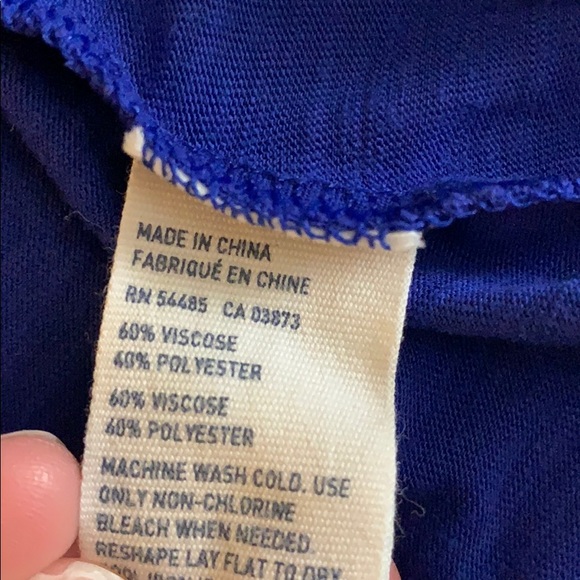 MADE IN CHINA
FABRIQUÉ EN CHINE
RN 54485 CA 03873
60% VISCOSE
40% POLYESTER
60% VISCOSE
40% POLYESTER
MACHINE WASH COLD. USE
ONLY NON-CHLORINE
BLEACH WHEN NEEDED.
RESHAPE LAY FLAT TO DRY